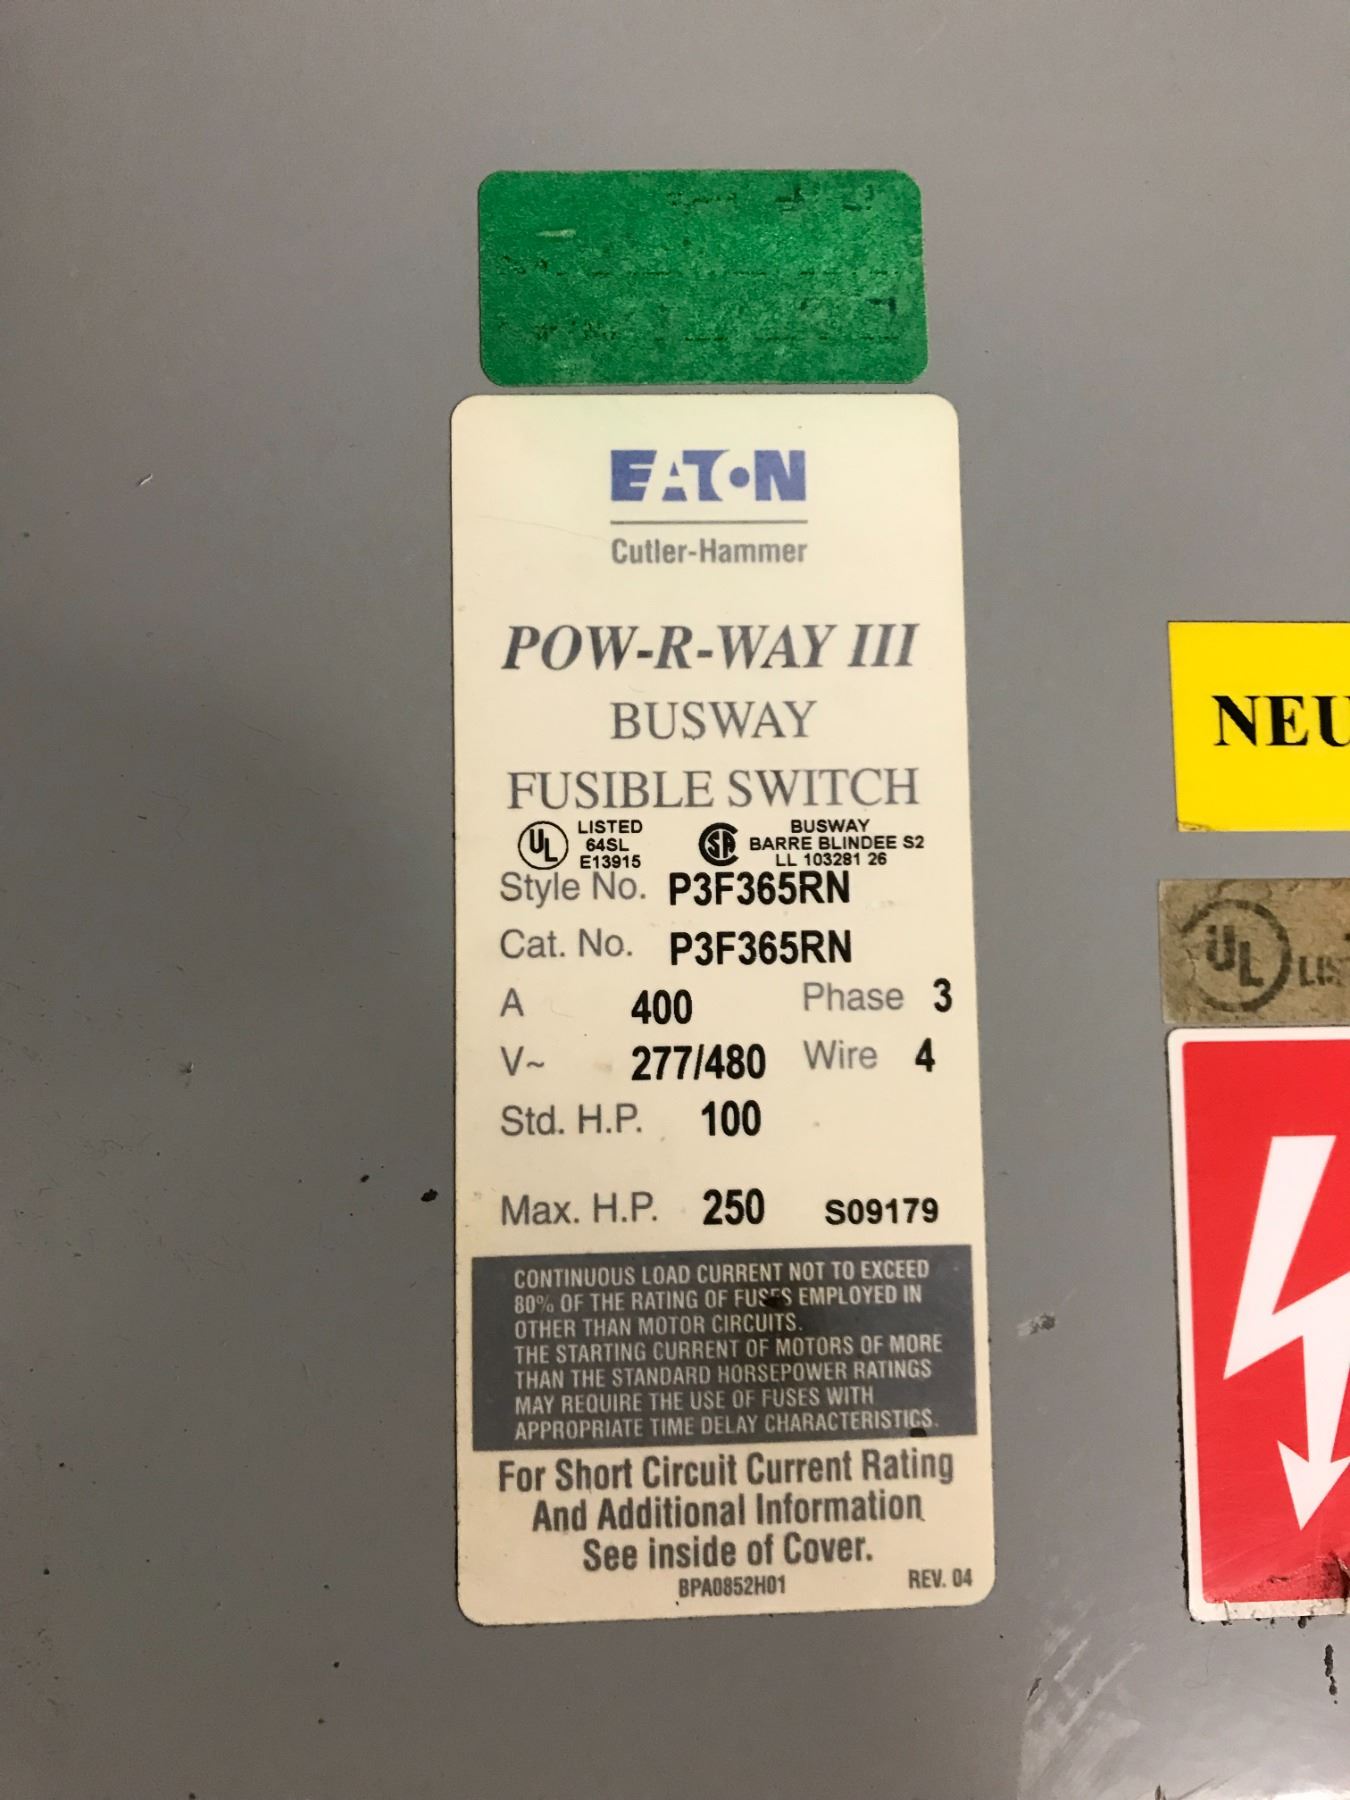 EATON
Cutler-Hammer
POW-R-WAY III
BUSWAY
FUSIBLE SWITCH
UL LISTED 64SL E13915
SA BUSWAY
BARRE BLINDEE S2
LL 103281 26
Style No. P3F365RN
Cat. No. P3F365RN
A 400 Phase 3
V~ 277/480 Wire 4
Std. H.P. 100
Max. H.P. 250 S09179
CONTINUOUS LOAD CURRENT NOT TO EXCEED
80% OF THE RATING OF FUSES EMPLOYED IN
OTHER THAN MOTOR CIRCUITS.
THE STARTING CURRENT OF MOTORS OF MORE
THAN THE STANDARD HORSEPOWER RATINGS
MAY REQUIRE THE USE OF FUSES WITH
APPROPRIATE TIME DELAY CHARACTERISTICS.
For Short Circuit Current Rating
And Additional Information
See inside of Cover.
BPA0852H01 REV. 04
NEU
UL LIS